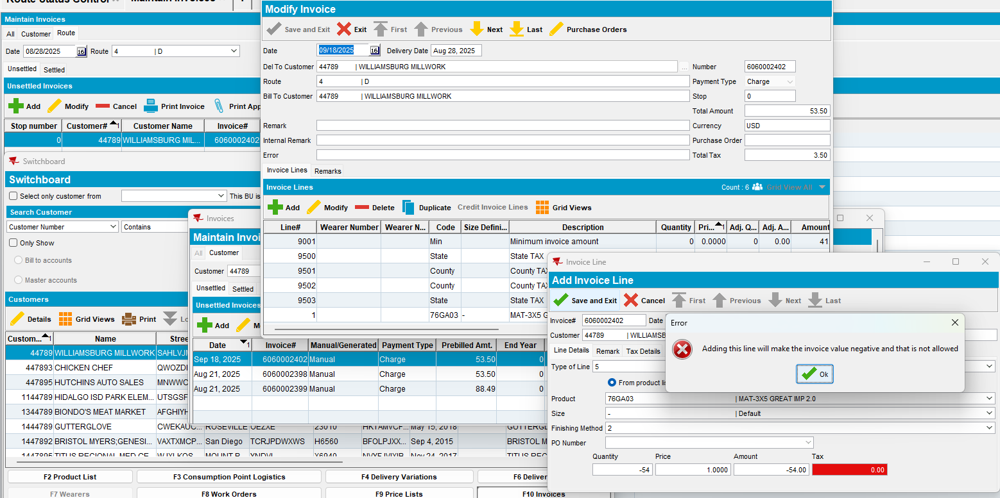 Route Status Control
Maintain Invoices
Maintain Invoices
All Customer Route
Date 08/28/2025 16 Route 4 | D
Unsettled Settled
Unsettled Invoices
Add Modify Cancel Print Invoice Print App
Stop number Customer# 1 Customer Name Invoice#
0 44789 WILLIAMSBURG MIL... 6060002402
Switchboard
Switchboard
Select only customer from This BU is
Search Customer
Customer Number Contains
Only Show
Bill to accounts
Master accounts
Customers
Details Grid Views Print Lo
Custom... 1 Name Stree
44789 WILLIAMSBURG MILLWORK SAHLVJM
447893 CHICKEN CHEF QWOZDI
447895 HUTCHINS AUTO SALES MNWWC
1144789 HIDALGO ISD PARK ELEM... UTSGSF
1344789 BIONDO'S MEAT MARKET AFGHIYH
1444789 GUTTERGLOVE CWEKAUC... ROSEVILLE OEZXE 23010 HKTAMVCF... May 15, 2018 GUTTERGL
1447892 BRISTOL MYERS;GENESI... VAXTXMCP... San Diego TCRJPDWXWS H6560 BFOLPJXX... Sep 4, 2015 BRISTOL M
1447895 TITUS REGIONAL MED CE
F2 Product List F3 Consumption Point Logistics F4 Delivery Variations F6 Deliver
F7 Wearers F8 Work Orders F9 Price Lists F10 Invoices
Invoices
Maintain Invoi
All Customer
Customer 44789
Unsettled Settled
Unsettled Invoices
Add M
Date 1 Invoice# Manual/Generated Payment Type Prebilled Amt. End Year
Sep 18, 2025 6060002402 Manual Charge 53.50 0
Aug 21, 2025 6060002398 Manual Charge 53.50 0
Aug 21, 2025 6060002399 Manual Charge 88.49 0
Modify Invoice
Save and Exit Exit First Previous Next Last Purchase Orders
Date 09/18/2025 16 Delivery Date Aug 28, 2025
Del To Customer 44789 | WILLIAMSBURG MILLWORK ... Number 6060002402
Route 4 | D Payment Type Charge
Bill To Customer 44789 | WILLIAMSBURG MILLWORK Stop 0
Total Amount 53.50
Remark Currency USD
Internal Remark Purchase Order
Error Total Tax 3.50
Invoice Lines Remarks
Invoice Lines Count : 6 Grid View All
Add Modify Delete Duplicate Credit Invoice Lines Grid Views
Line# Wearer Number Wearer N... Code Size Defini... Description Quantity Pri... 1 Adj. Q... Adj. A... Amount
9001 Min Minimum invoice amount 0 0.0000 0 0.00 41
9500 State State TAX
9501 County County TAX
9502 County County TAX
9503 State State TAX
1 76GA03 - MAT-3X5 G
Invoice Line
Add Invoice Line
Save and Exit Cancel First Previous Next Last
Invoice# 6060002402 Date
Customer 44789 | WILLIAMSB
Line Details Remark Tax Details
Type of Line 5
From product lis
Product 76GA03 | MAT-3X5 GREAT IMP 2.0
Size - | Default
Finishing Method 2
PO Number
Quantity Price Amount Tax
-54 1.0000 -54.00 0.00
Error
Adding this line will make the invoice value negative and that is not allowed
Ok